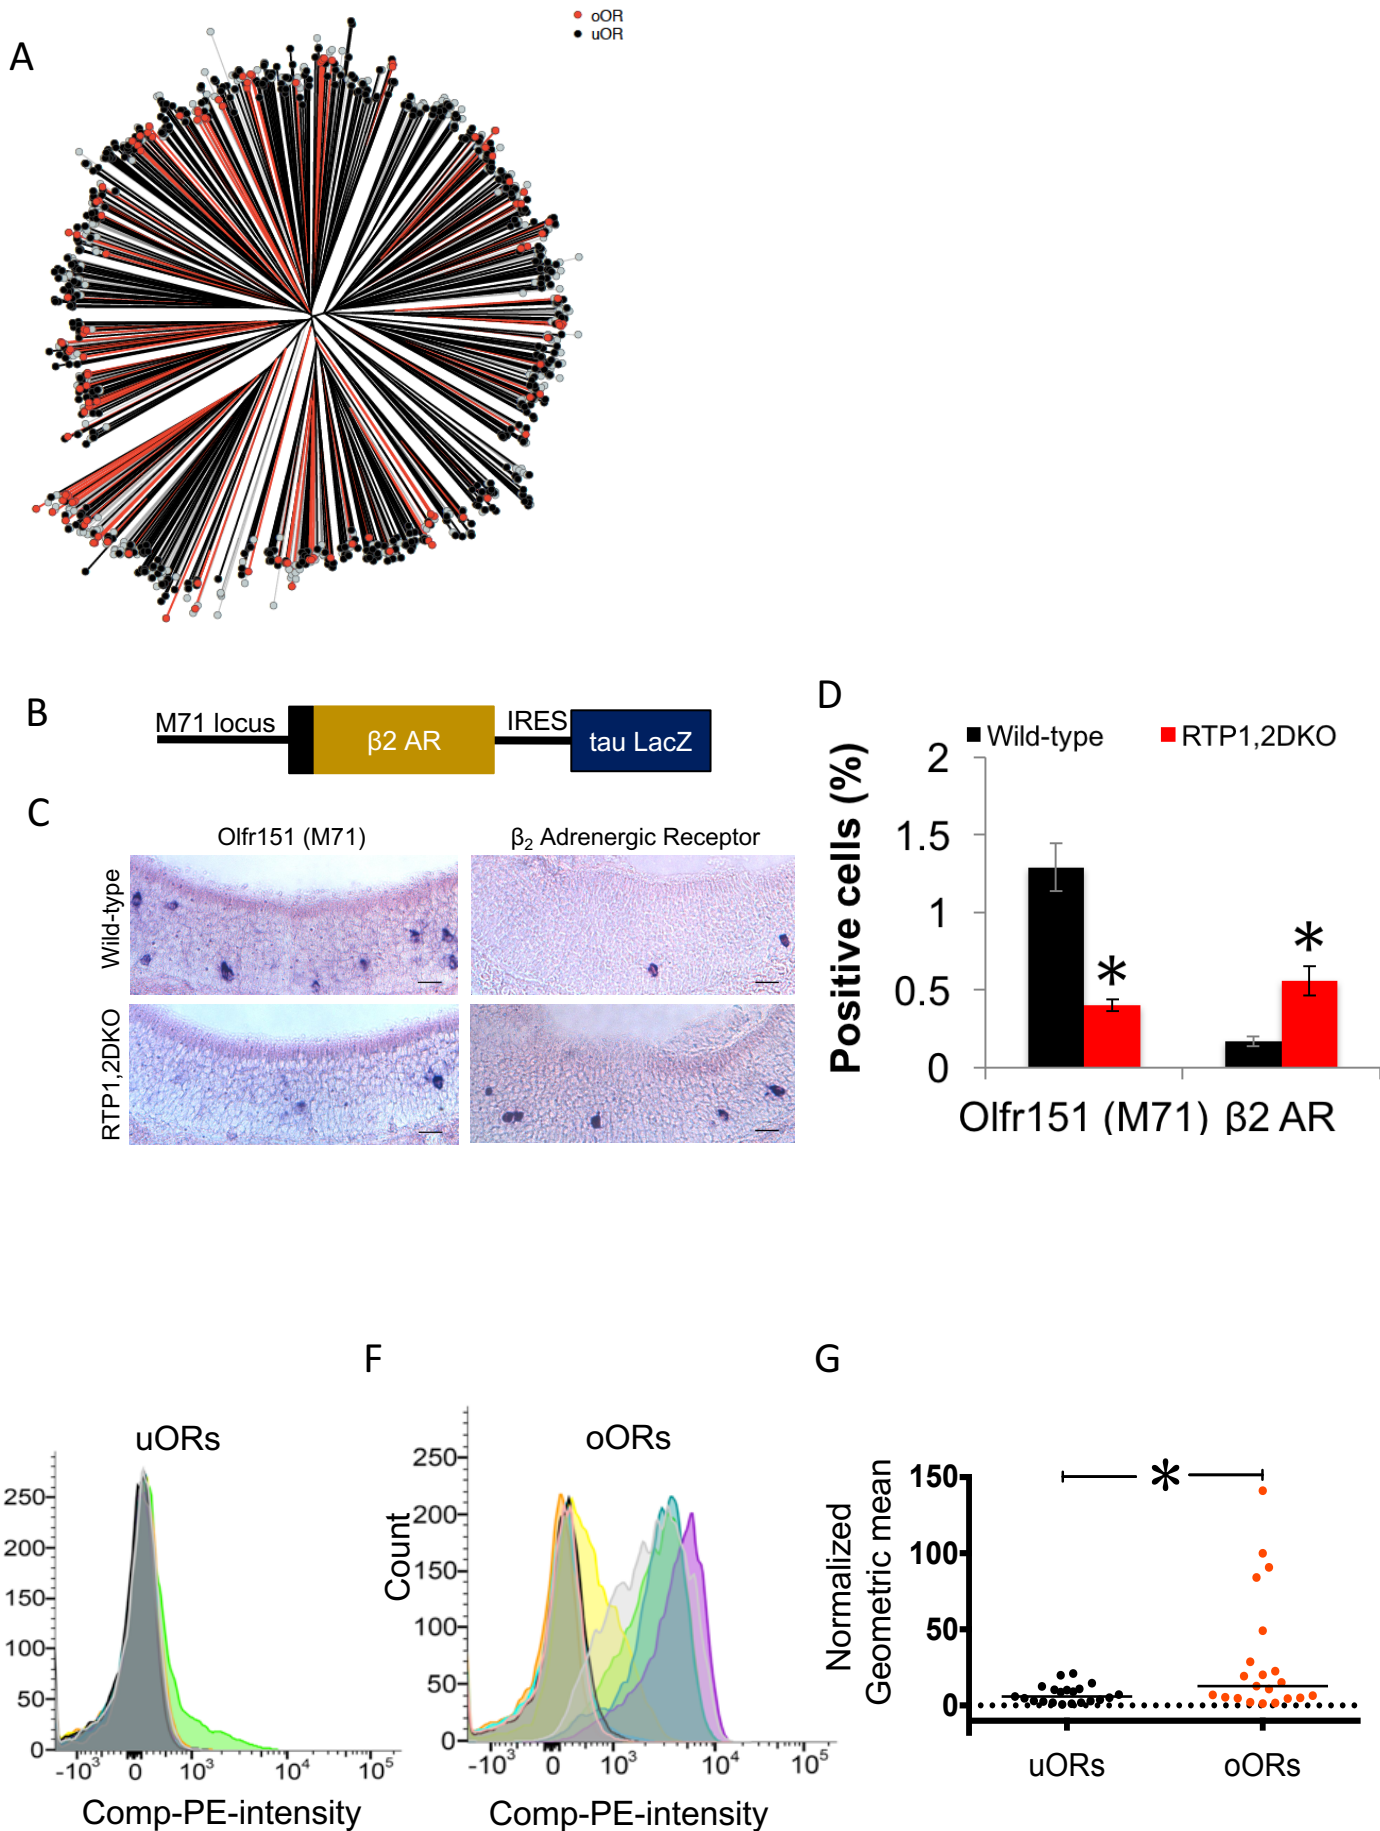 A
oOR
uOR
B
M71 locus
β2 AR
IRES
tau LacZ
C
Olfr151 (M71)
β2 Adrenergic Receptor
Wild-type
RTP1,2DKO
D
Wild-type
RTP1,2DKO
Positive cells (%)
2
1.5
1
0.5
0
*
*
Olfr151 (M71)
β2 AR
uORs
250
200
150
100
50
0
-10³ 0 10³ 10⁴ 10⁵
Comp-PE-intensity
F
oORs
Count
250
200
150
100
50
0
-10³ 0 10³ 10⁴ 10⁵
Comp-PE-intensity
G
Normalized
Geometric mean
150
100
50
0
*
uORs
oORs